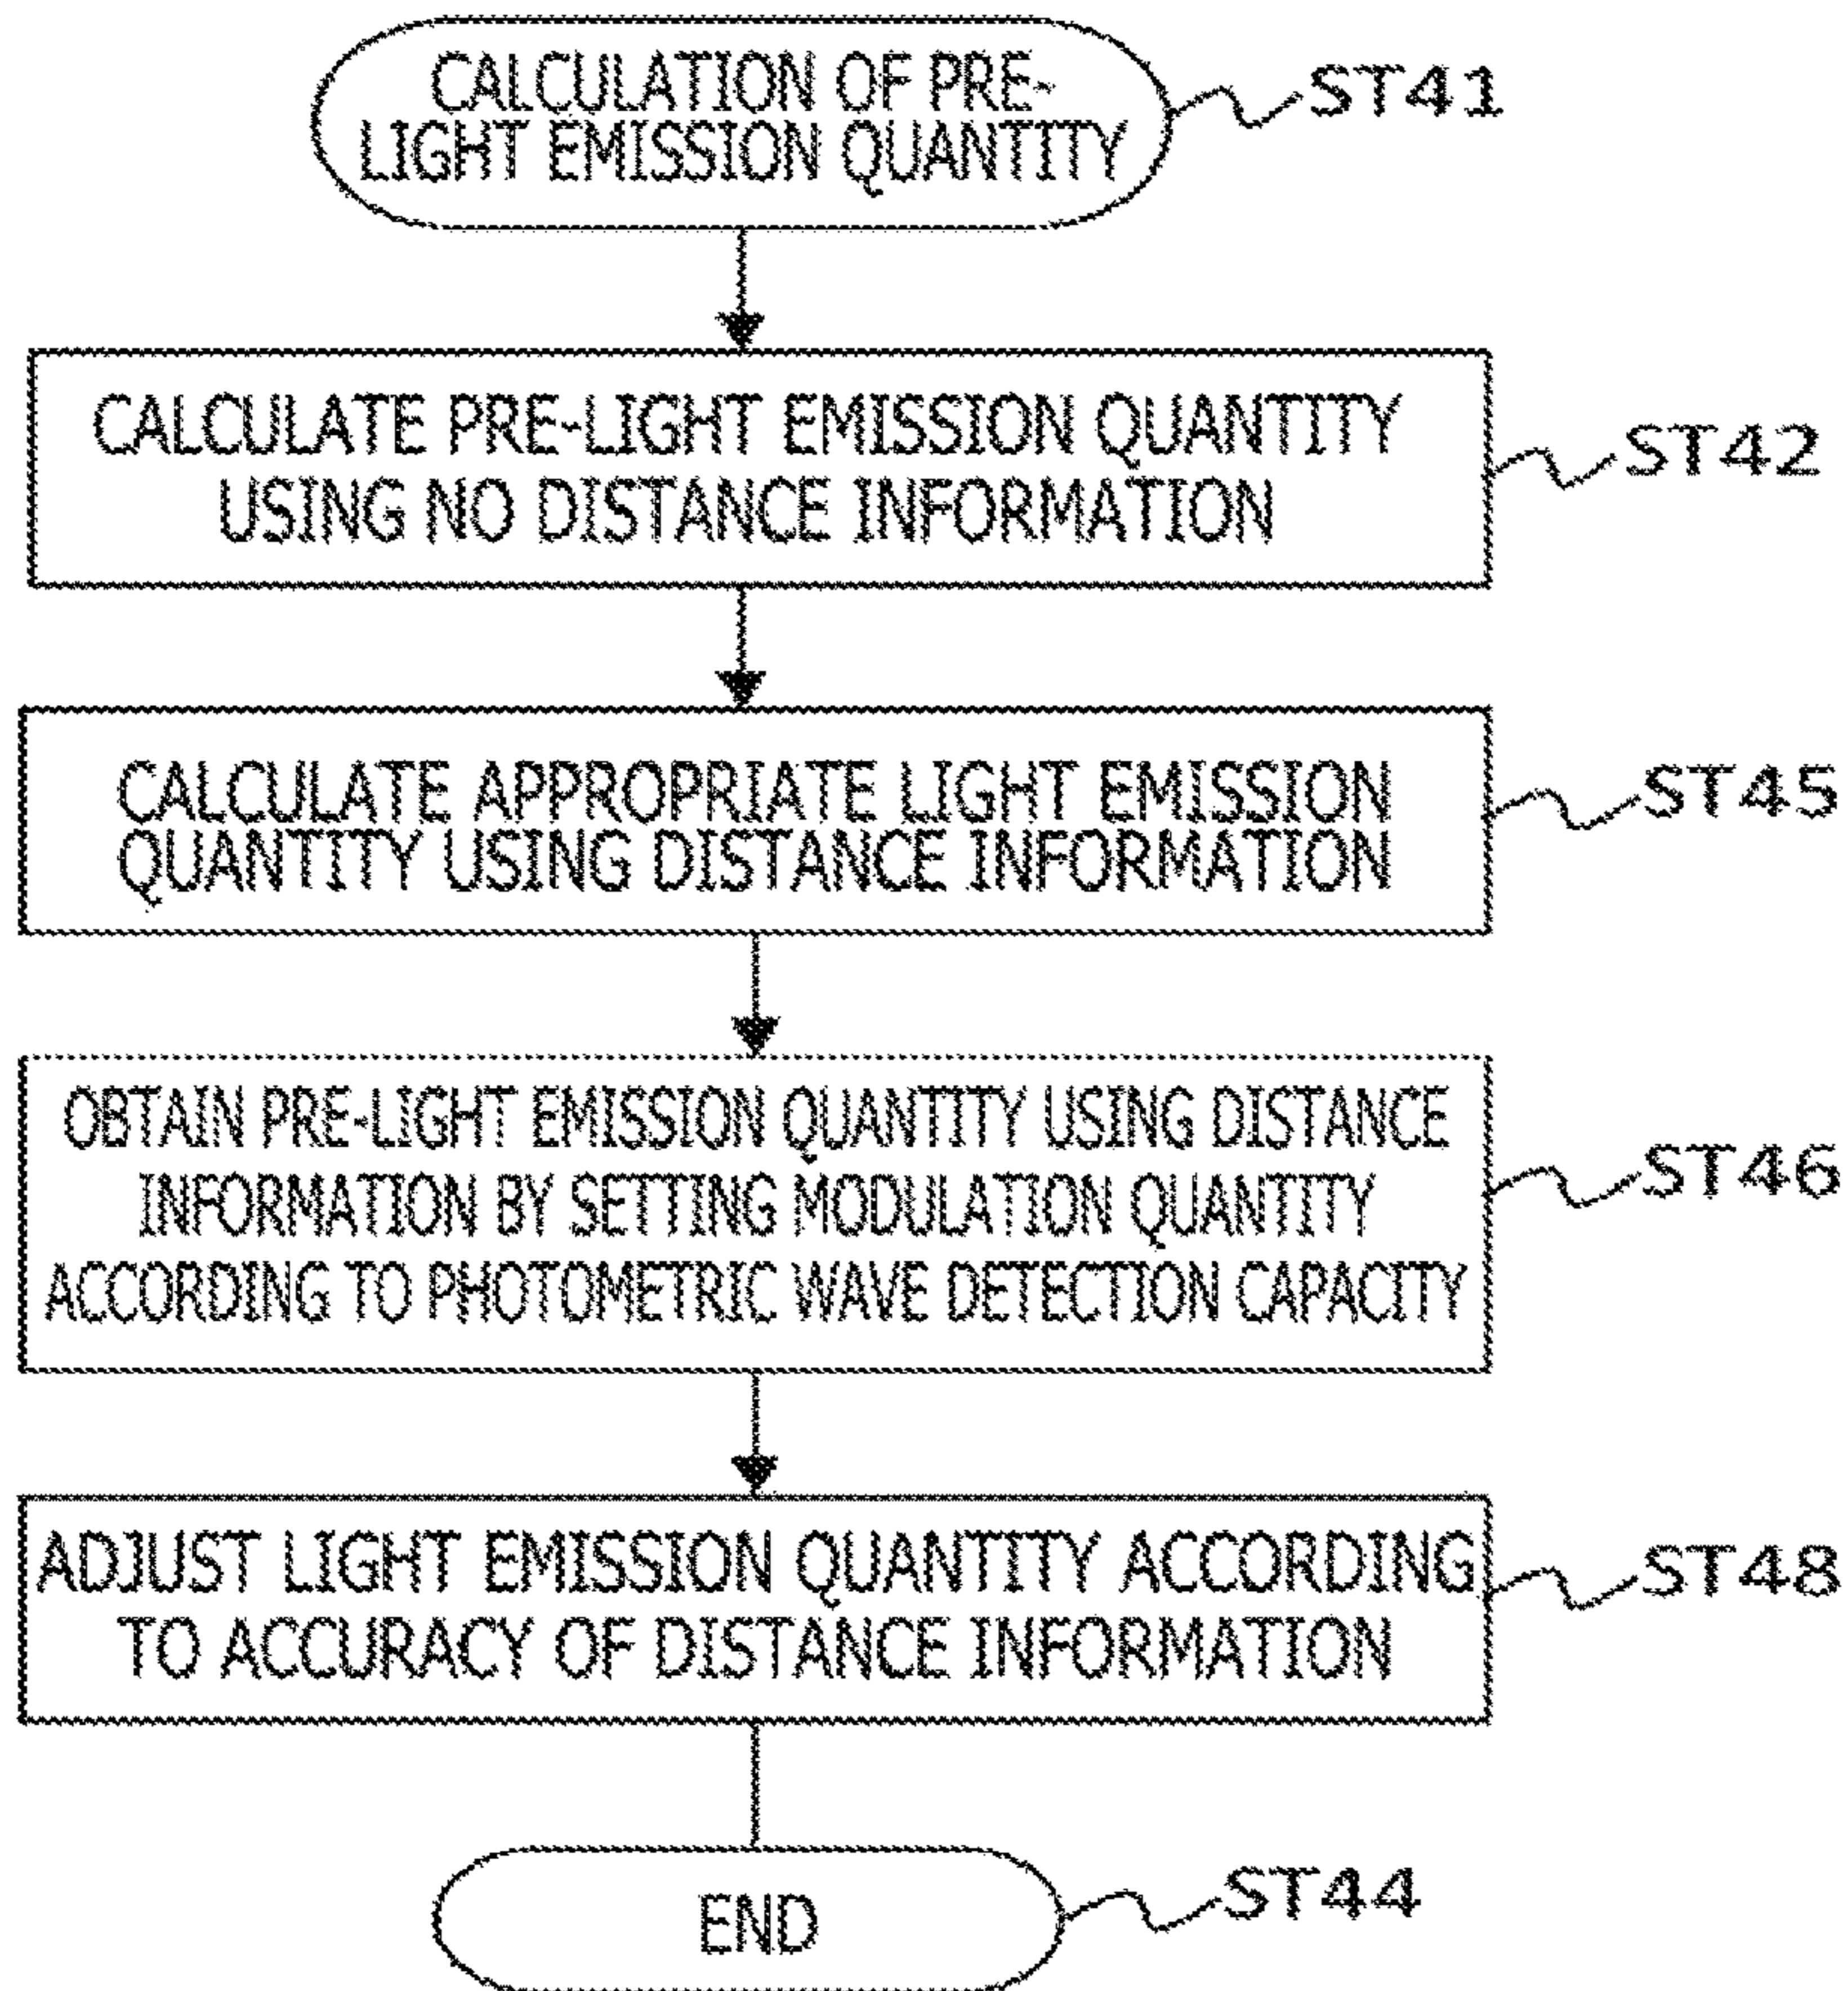 CALCULATION OF PRE-
LIGHT EMISSION QUANTITY
ST41
CALCULATE PRE-LIGHT EMISSION QUANTITY
USING NO DISTANCE INFORMATION
ST42
CALCULATE APPROPRIATE LIGHT EMISSION
QUANTITY USING DISTANCE INFORMATION
ST45
OBTAIN PRE-LIGHT EMISSION QUANTITY USING DISTANCE
INFORMATION BY SETTING MODULATION QUANTITY
ACCORDING TO PHOTOMETRIC WAVE DETECTION CAPACITY
ST46
ADJUST LIGHT EMISSION QUANTITY ACCORDING
TO ACCURACY OF DISTANCE INFORMATION
ST48
END
ST44